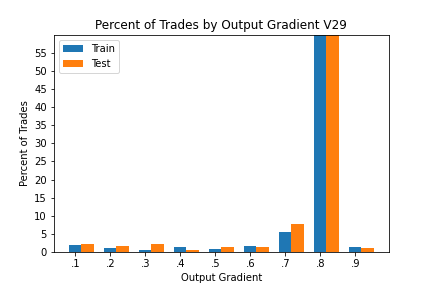 Percent of Trades by Output Gradient V29
Train
Test
Percent of Trades
55
50
45
40
35
30
25
20
15
10
5
0
.1 .2 .3 .4 .5 .6 .7 .8 .9
Output Gradient